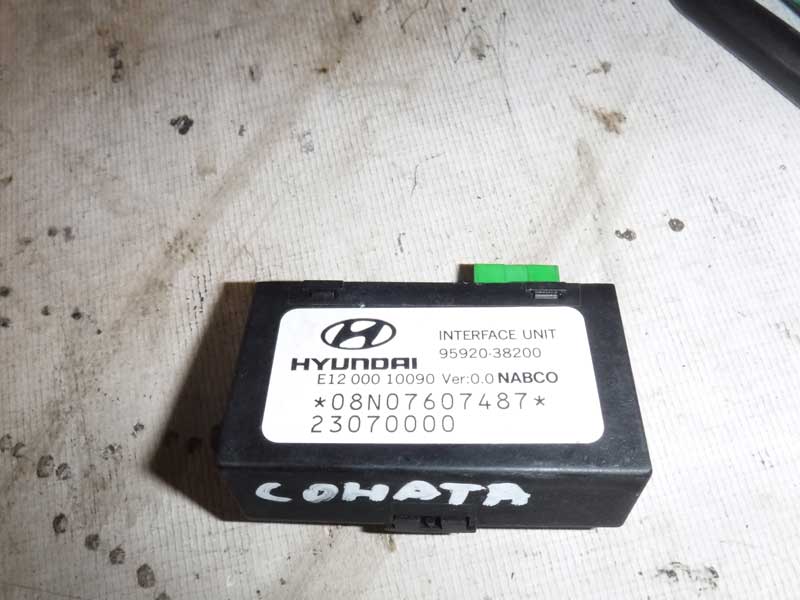 INTERFACE UNIT
95920-38200
HYUNDAI
E12 000 10090 Ver:0.0 NABCO
*08N07607487*
23070000
СОНАТА